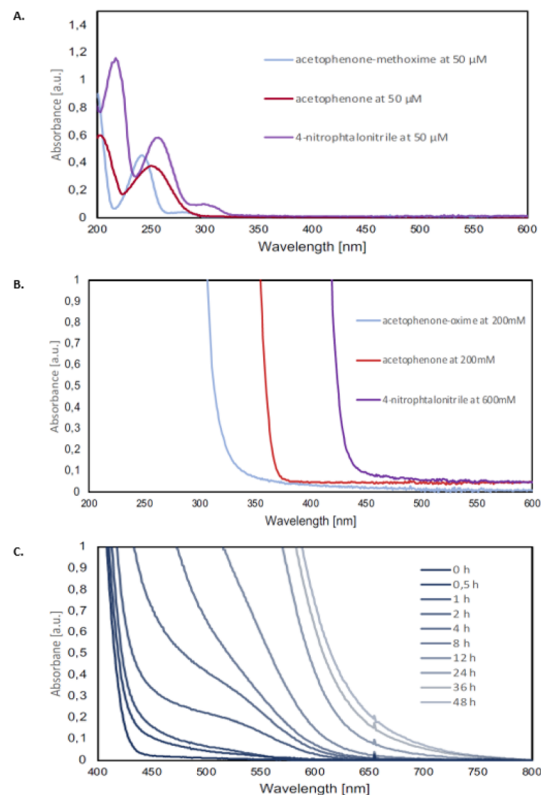 A.
1,4
1,2
1
0,8
0,6
0,4
0,2
0
Absorbance [a.u.]
acetophenone-methoxime at 50 µM
acetophenone at 50 µM
4-nitrophtalonitrile at 50 µM
200 250 300 350 400 450 500 550 600
Wavelength [nm]
B.
1
0,9
0,8
0,7
0,6
0,5
0,4
0,3
0,2
0,1
0
Absorbance [a.u.]
acetophenone-oxime at 200mM
acetophenone at 200mM
4-nitrophtalonitrile at 600mM
200 250 300 350 400 450 500 550 600
Wavelength [nm]
C.
1
0,9
0,8
0,7
0,6
0,5
0,4
0,3
0,2
0,1
0
Absorbane [a.u.]
0 h
0,5 h
1 h
2 h
4 h
8 h
12 h
24 h
36 h
48 h
400 450 500 550 600 650 700 750 800
Wavelength [nm]